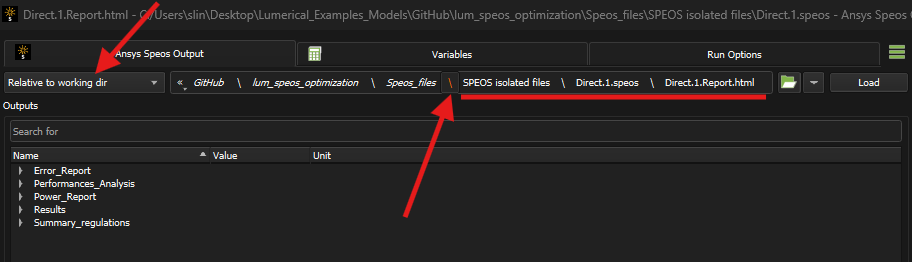 Direct.1.Report.html - C:/Users\slin\Desktop\Lumerical_Examples_Models\GitHub\lum_speos_optimization\Speos_files\SPEOS isolated files\Direct.1.speos - Ansys Speos O
Ansys Speos Output Variables Run Options
Relative to working dir « GitHub \ lum_speos_optimization \ Speos_files \ SPEOS isolated files \ Direct.1.speos \ Direct.1.Report.html Load
Outputs
Search for
Name Value Unit
Error_Report
Performances_Analysis
Power_Report
Results
Summary_regulations